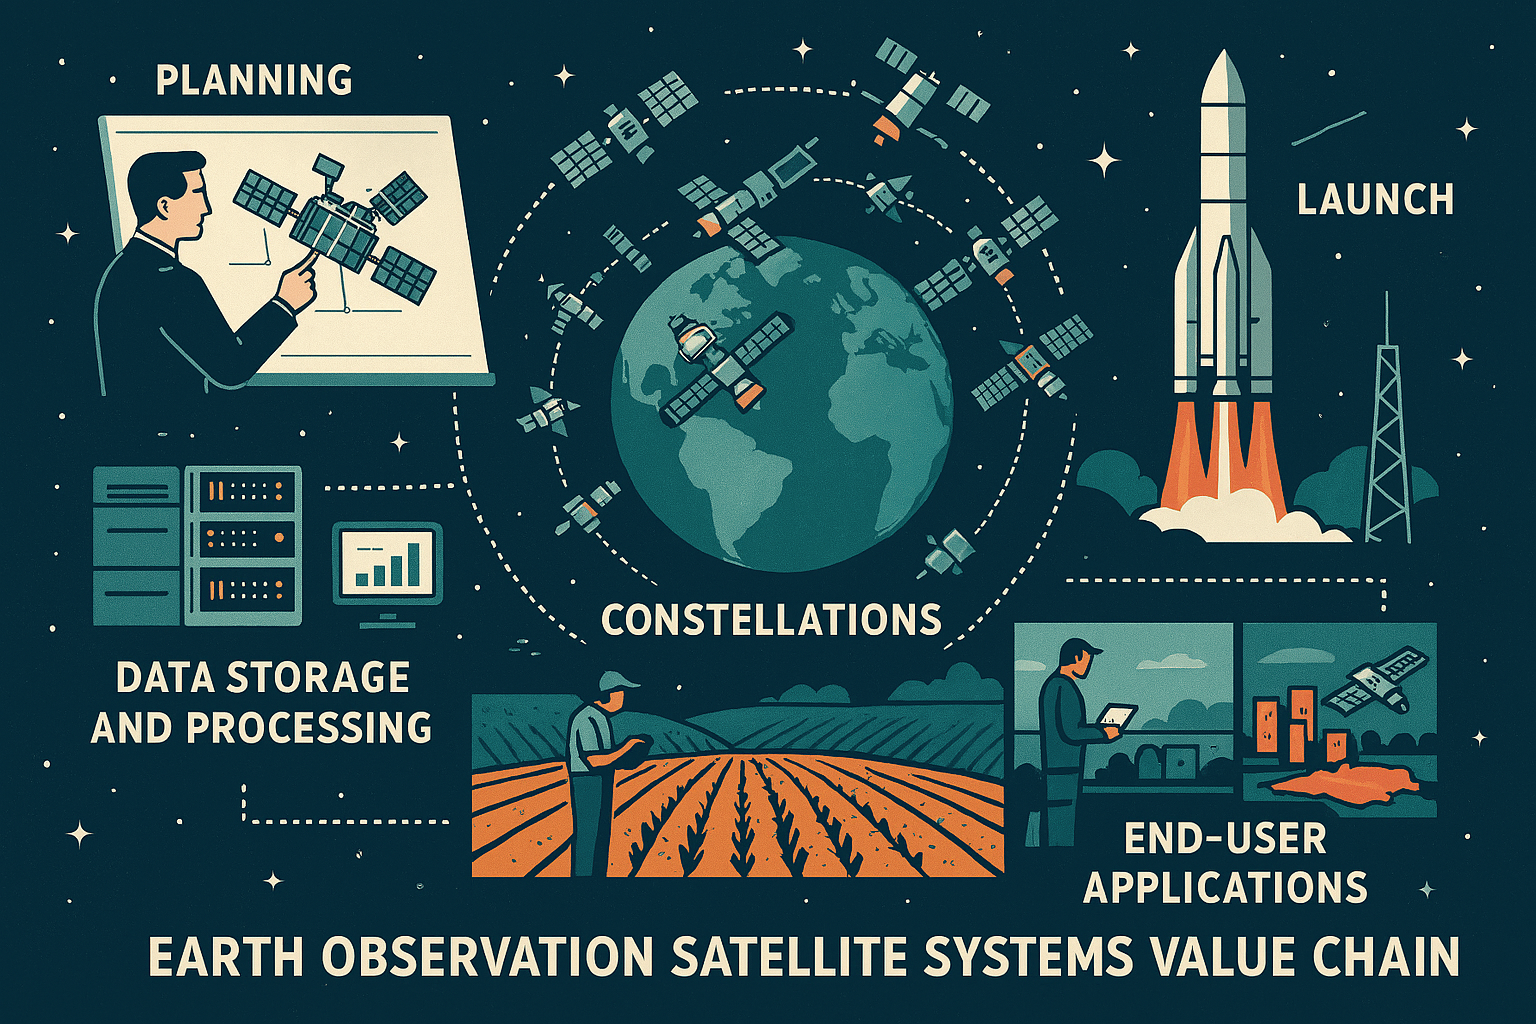 PLANNING
LAUNCH
CONSTELLATIONS
DATA STORAGE
AND PROCESSING
END-USER
APPLICATIONS
EARTH OBSERVATION SATELLITE SYSTEMS VALUE CHAIN